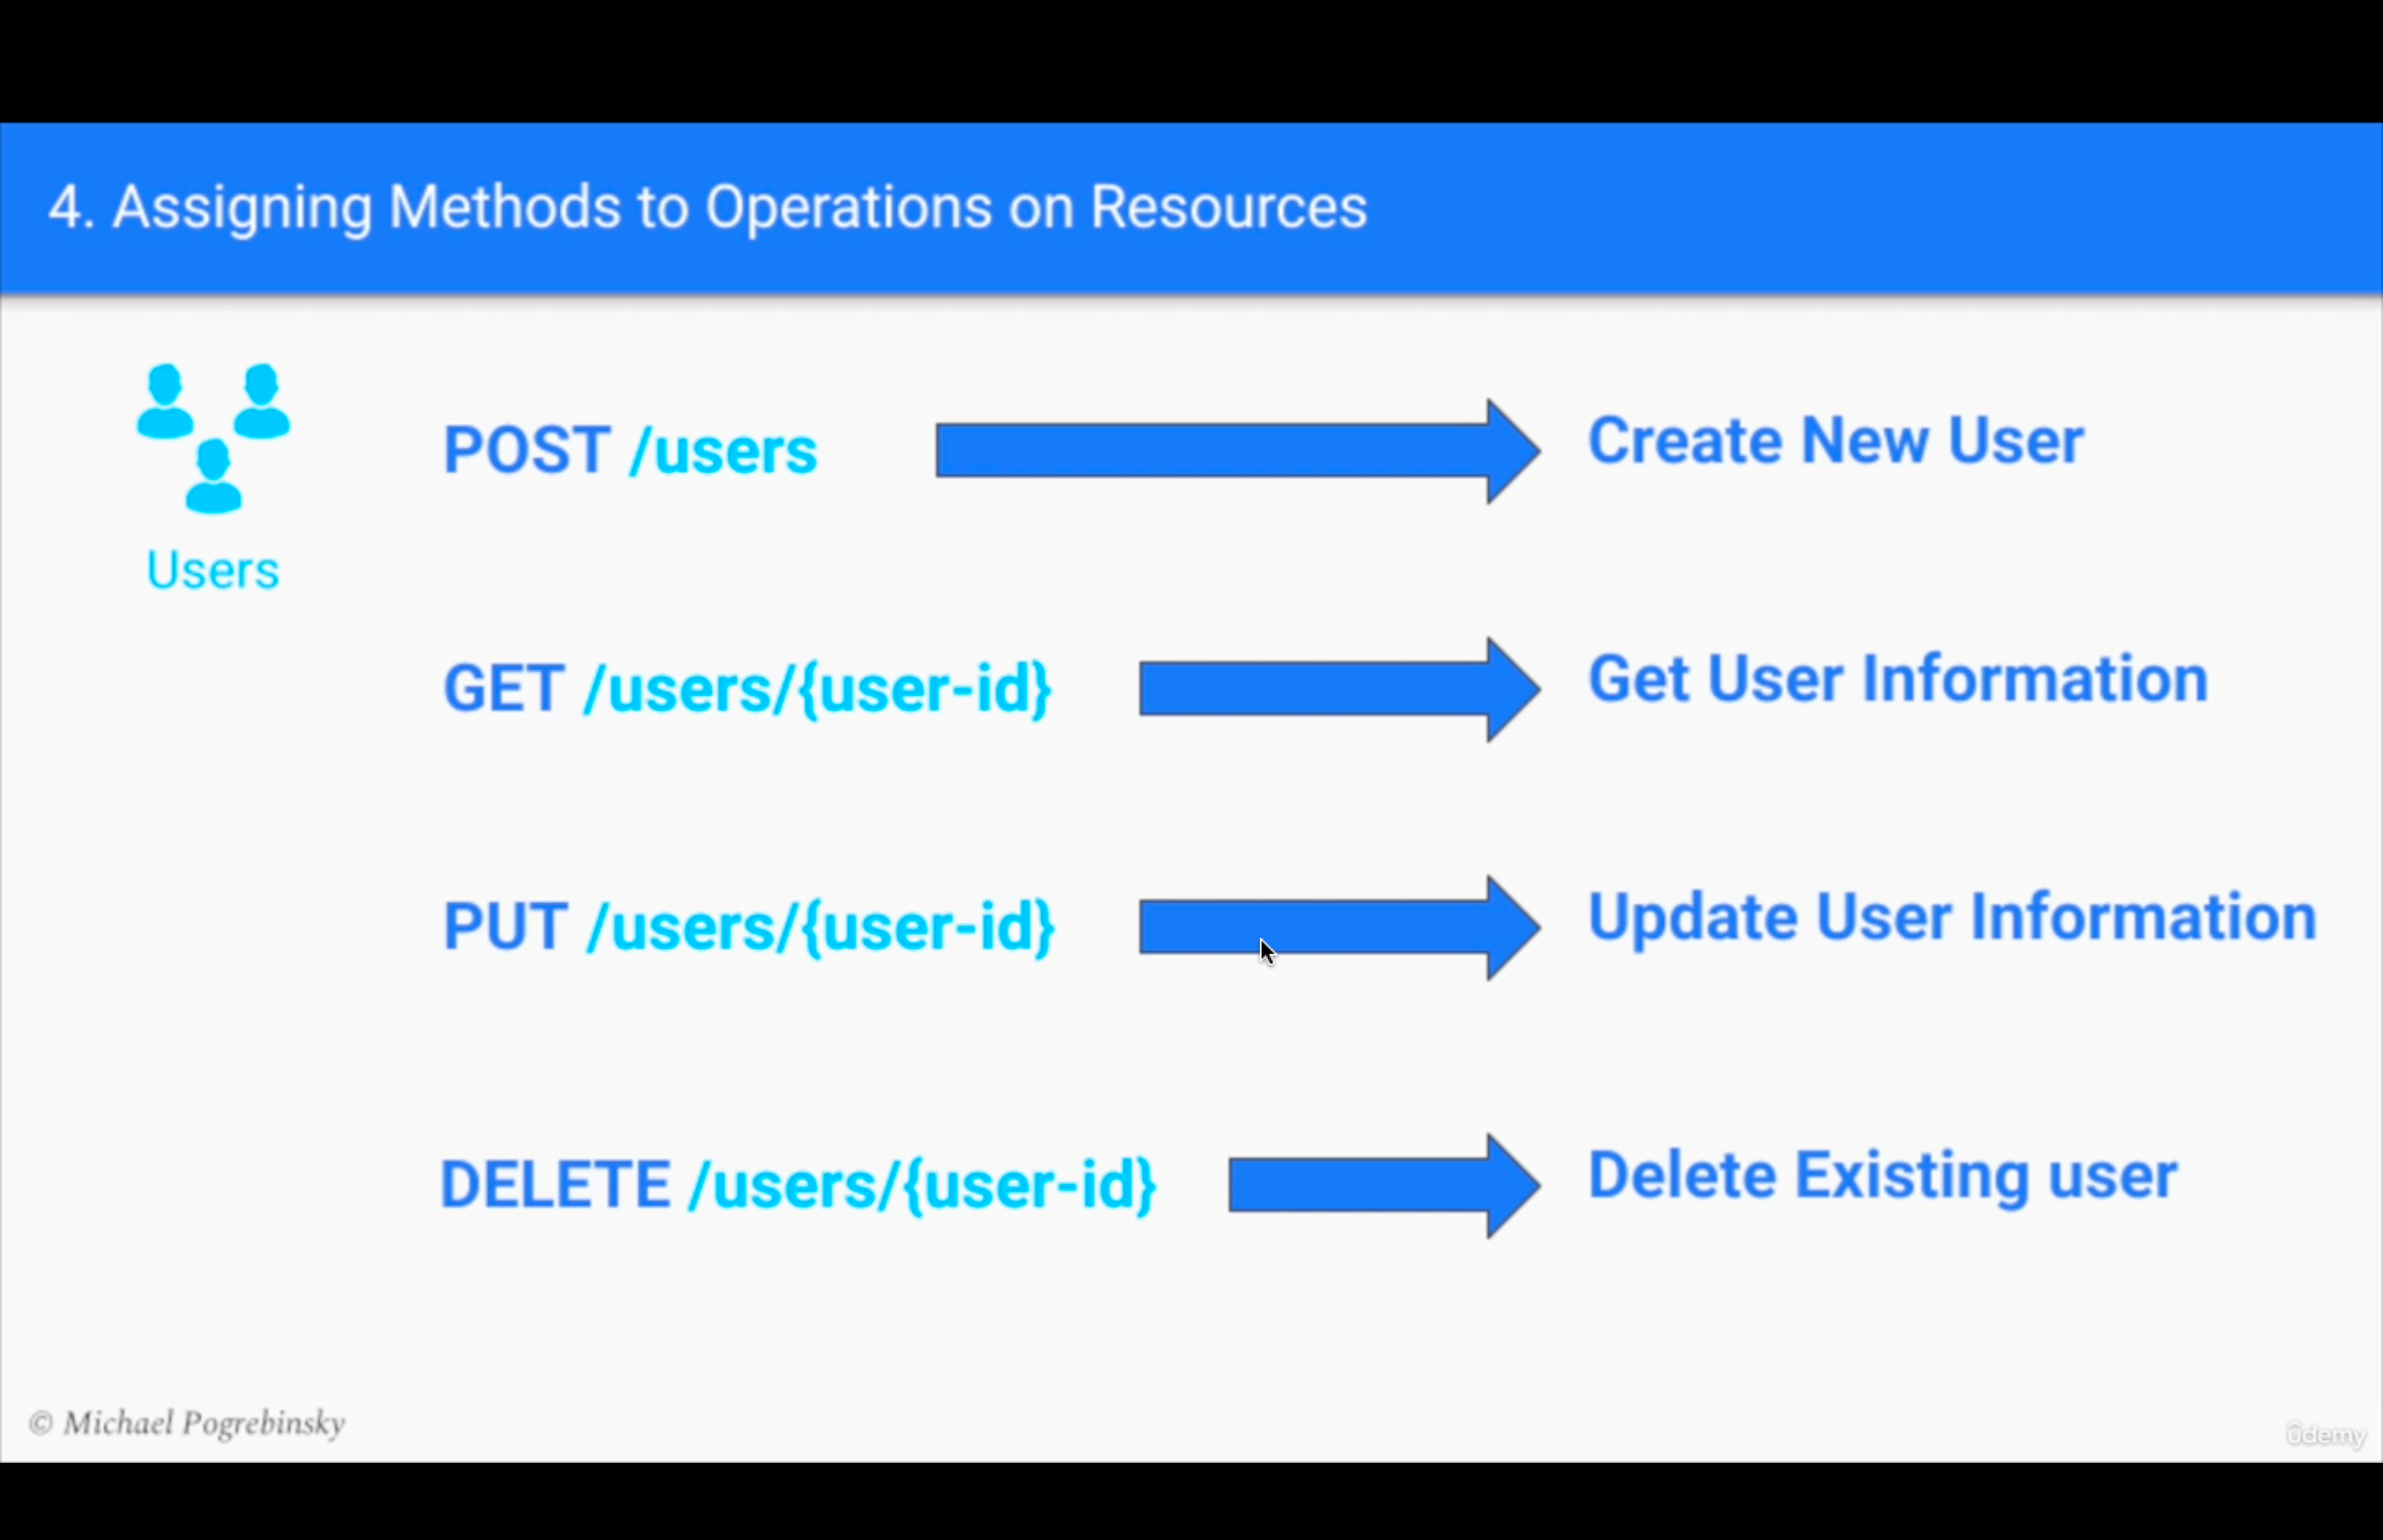 4. Assigning Methods to Operations on Resources
Users
POST /users
Create New User
GET /users/{user-id}
Get User Information
PUT /users/{user-id}
Update User Information
DELETE /users/{user-id}
Delete Existing user
© Michael Pogrebinsky
ûdemy